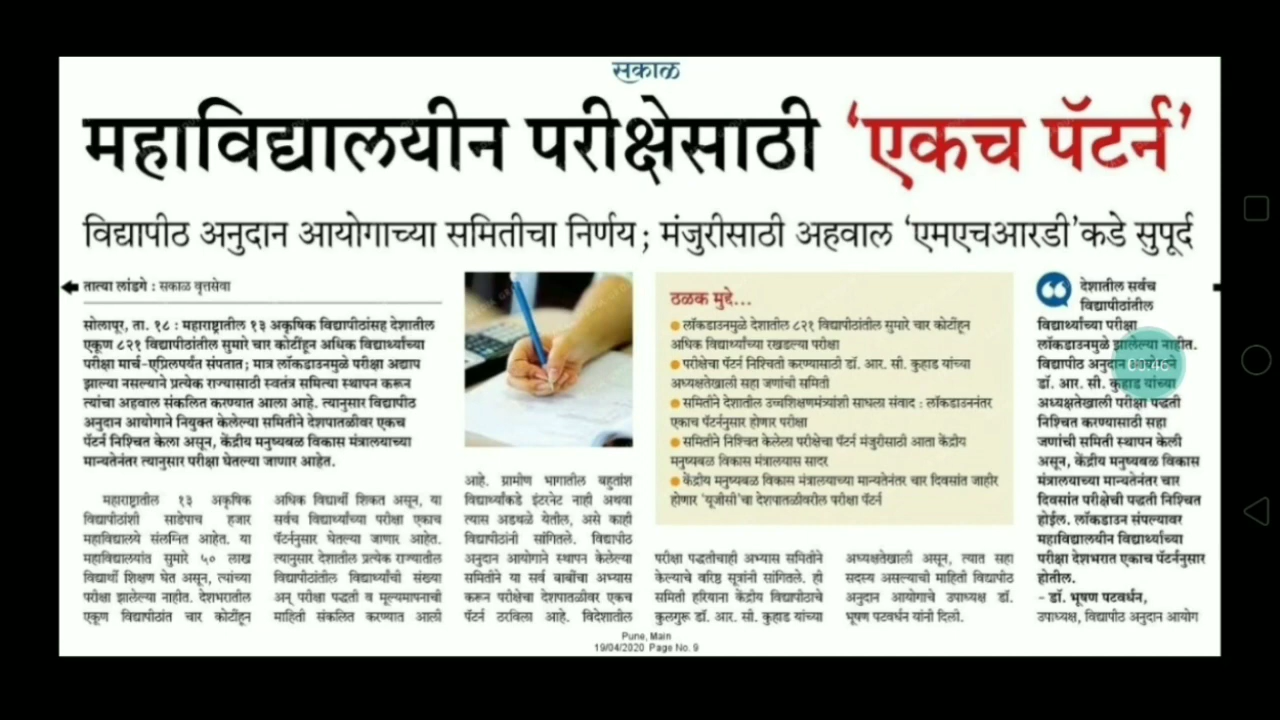 सकाळ
महाविद्यालयीन परीक्षेसाठी ‘एकच पॅटर्न’
विद्यापीठ अनुदान आयोगाच्या समितीचा निर्णय; मंजुरीसाठी अहवाल ‘एमएचआरडी’कडे सुपूर्द
तात्या लांडगे : सकाळ वृत्तसेवा
सोलापूर, ता. १८ : महाराष्ट्रातील १३ अकृषिक विद्यापीठांसह देशातील
एकूण ८२१ विद्यापीठांतील सुमारे चार कोटींहून अधिक विद्यार्थ्यांच्या
परीक्षा मार्च-एप्रिलपर्यंत संपतात; मात्र लॉकडाउनमुळे परीक्षा अद्याप
झाल्या नसल्याने प्रत्येक राज्यासाठी स्वतंत्र समित्या स्थापन करून
त्यांचा अहवाल संकलित करण्यात आला आहे. त्यानुसार विद्यापीठ
अनुदान आयोगाने नियुक्त केलेल्या समितीने देशपातळीवर एकच
पॅटर्न निश्चित केला असून, केंद्रीय मनुष्यबळ विकास मंत्रालयाच्या
मान्यतेनंतर त्यानुसार परीक्षा घेतल्या जाणार आहेत.
महाराष्ट्रातील १३ अकृषिक
विद्यापीठांशी साडेपाच हजार
महाविद्यालये संलग्नित आहेत. या
महाविद्यालयांत सुमारे ५० लाख
विद्यार्थी शिक्षण घेत असून, त्यांच्या
परीक्षा झालेल्या नाहीत. देशभरातील
एकूण विद्यापीठांत चार कोटींहून
अधिक विद्यार्थी शिकत असून, या
सर्वच विद्यार्थ्यांच्या परीक्षा एकाच
पॅटर्ननुसार घेतल्या जाणार आहेत.
त्यानुसार देशातील प्रत्येक राज्यातील
विद्यापीठांतील विद्यार्थ्यांची संख्या
अन् परीक्षा पद्धती व मूल्यमापनाची
माहिती संकलित करण्यात आली
आहे. ग्रामीण भागातील बहुतांश
विद्यार्थ्यांकडे इंटरनेट नाही अथवा
त्यास अडथळे येतील, असे काही
विद्यापीठांनी सांगितले. विद्यापीठ
अनुदान आयोगाने स्थापन केलेल्या
समितीने या सर्व बाबींचा अभ्यास
करून परीक्षेचा देशपातळीवर एकच
पॅटर्न ठरविला आहे. विदेशातील
ठळक मुद्दे...
लॉकडाउनमुळे देशातील ८२१ विद्यापीठांतील सुमारे चार कोटींहून
अधिक विद्यार्थ्यांच्या रखडल्या परीक्षा
परीक्षेचा पॅटर्न निश्चिती करण्यासाठी डॉ. आर. सी. कुहाड यांच्या
अध्यक्षतेखाली सहा जणांची समिती
समितीने देशातील उच्चशिक्षणमंत्र्यांशी साधला संवाद : लॉकडाउननंतर
एकाच पॅटर्ननुसार होणार परीक्षा
समितीने निश्चित केलेला परीक्षेचा पॅटर्न मंजुरीसाठी आता केंद्रीय
मनुष्यबळ विकास मंत्रालयास सादर
केंद्रीय मनुष्यबळ विकास मंत्रालयाच्या मान्यतेनंतर चार दिवसांत जाहीर
होणार ‘यूजीसी’चा देशपातळीवरील परीक्षा पॅटर्न
परीक्षा पद्धतीचाही अभ्यास समितीने
केल्याचे वरिष्ठ सूत्रांनी सांगितले. ही
समिती हरियाना केंद्रीय विद्यापीठाचे
कुलगुरू डॉ. आर. सी. कुहाड यांच्या
अध्यक्षतेखाली असून, त्यात सहा
सदस्य असल्याची माहिती विद्यापीठ
अनुदान आयोगाचे उपाध्यक्ष डॉ.
भूषण पटवर्धन यांनी दिली.
देशातील सर्वच
विद्यापीठांतील
विद्यार्थ्यांच्या परीक्षा
लॉकडाउनमुळे झालेल्या नाहीत.
विद्यापीठ अनुदान आयोगाने
डॉ. आर. सी. कुहाड यांच्या
अध्यक्षतेखाली परीक्षा पद्धती
निश्चित करण्यासाठी सहा
जणांची समिती स्थापन केली
असून, केंद्रीय मनुष्यबळ विकास
मंत्रालयाच्या मान्यतेनंतर चार
दिवसांत परीक्षेची पद्धती निश्चित
होईल. लॉकडाउन संपल्यावर
महाविद्यालयीन विद्यार्थ्यांच्या
परीक्षा देशभरात एकाच पॅटर्ननुसार
होतील.
- डॉ. भूषण पटवर्धन,
उपाध्यक्ष, विद्यापीठ अनुदान आयोग
Pune, Main
19/04/2020 Page No. 9